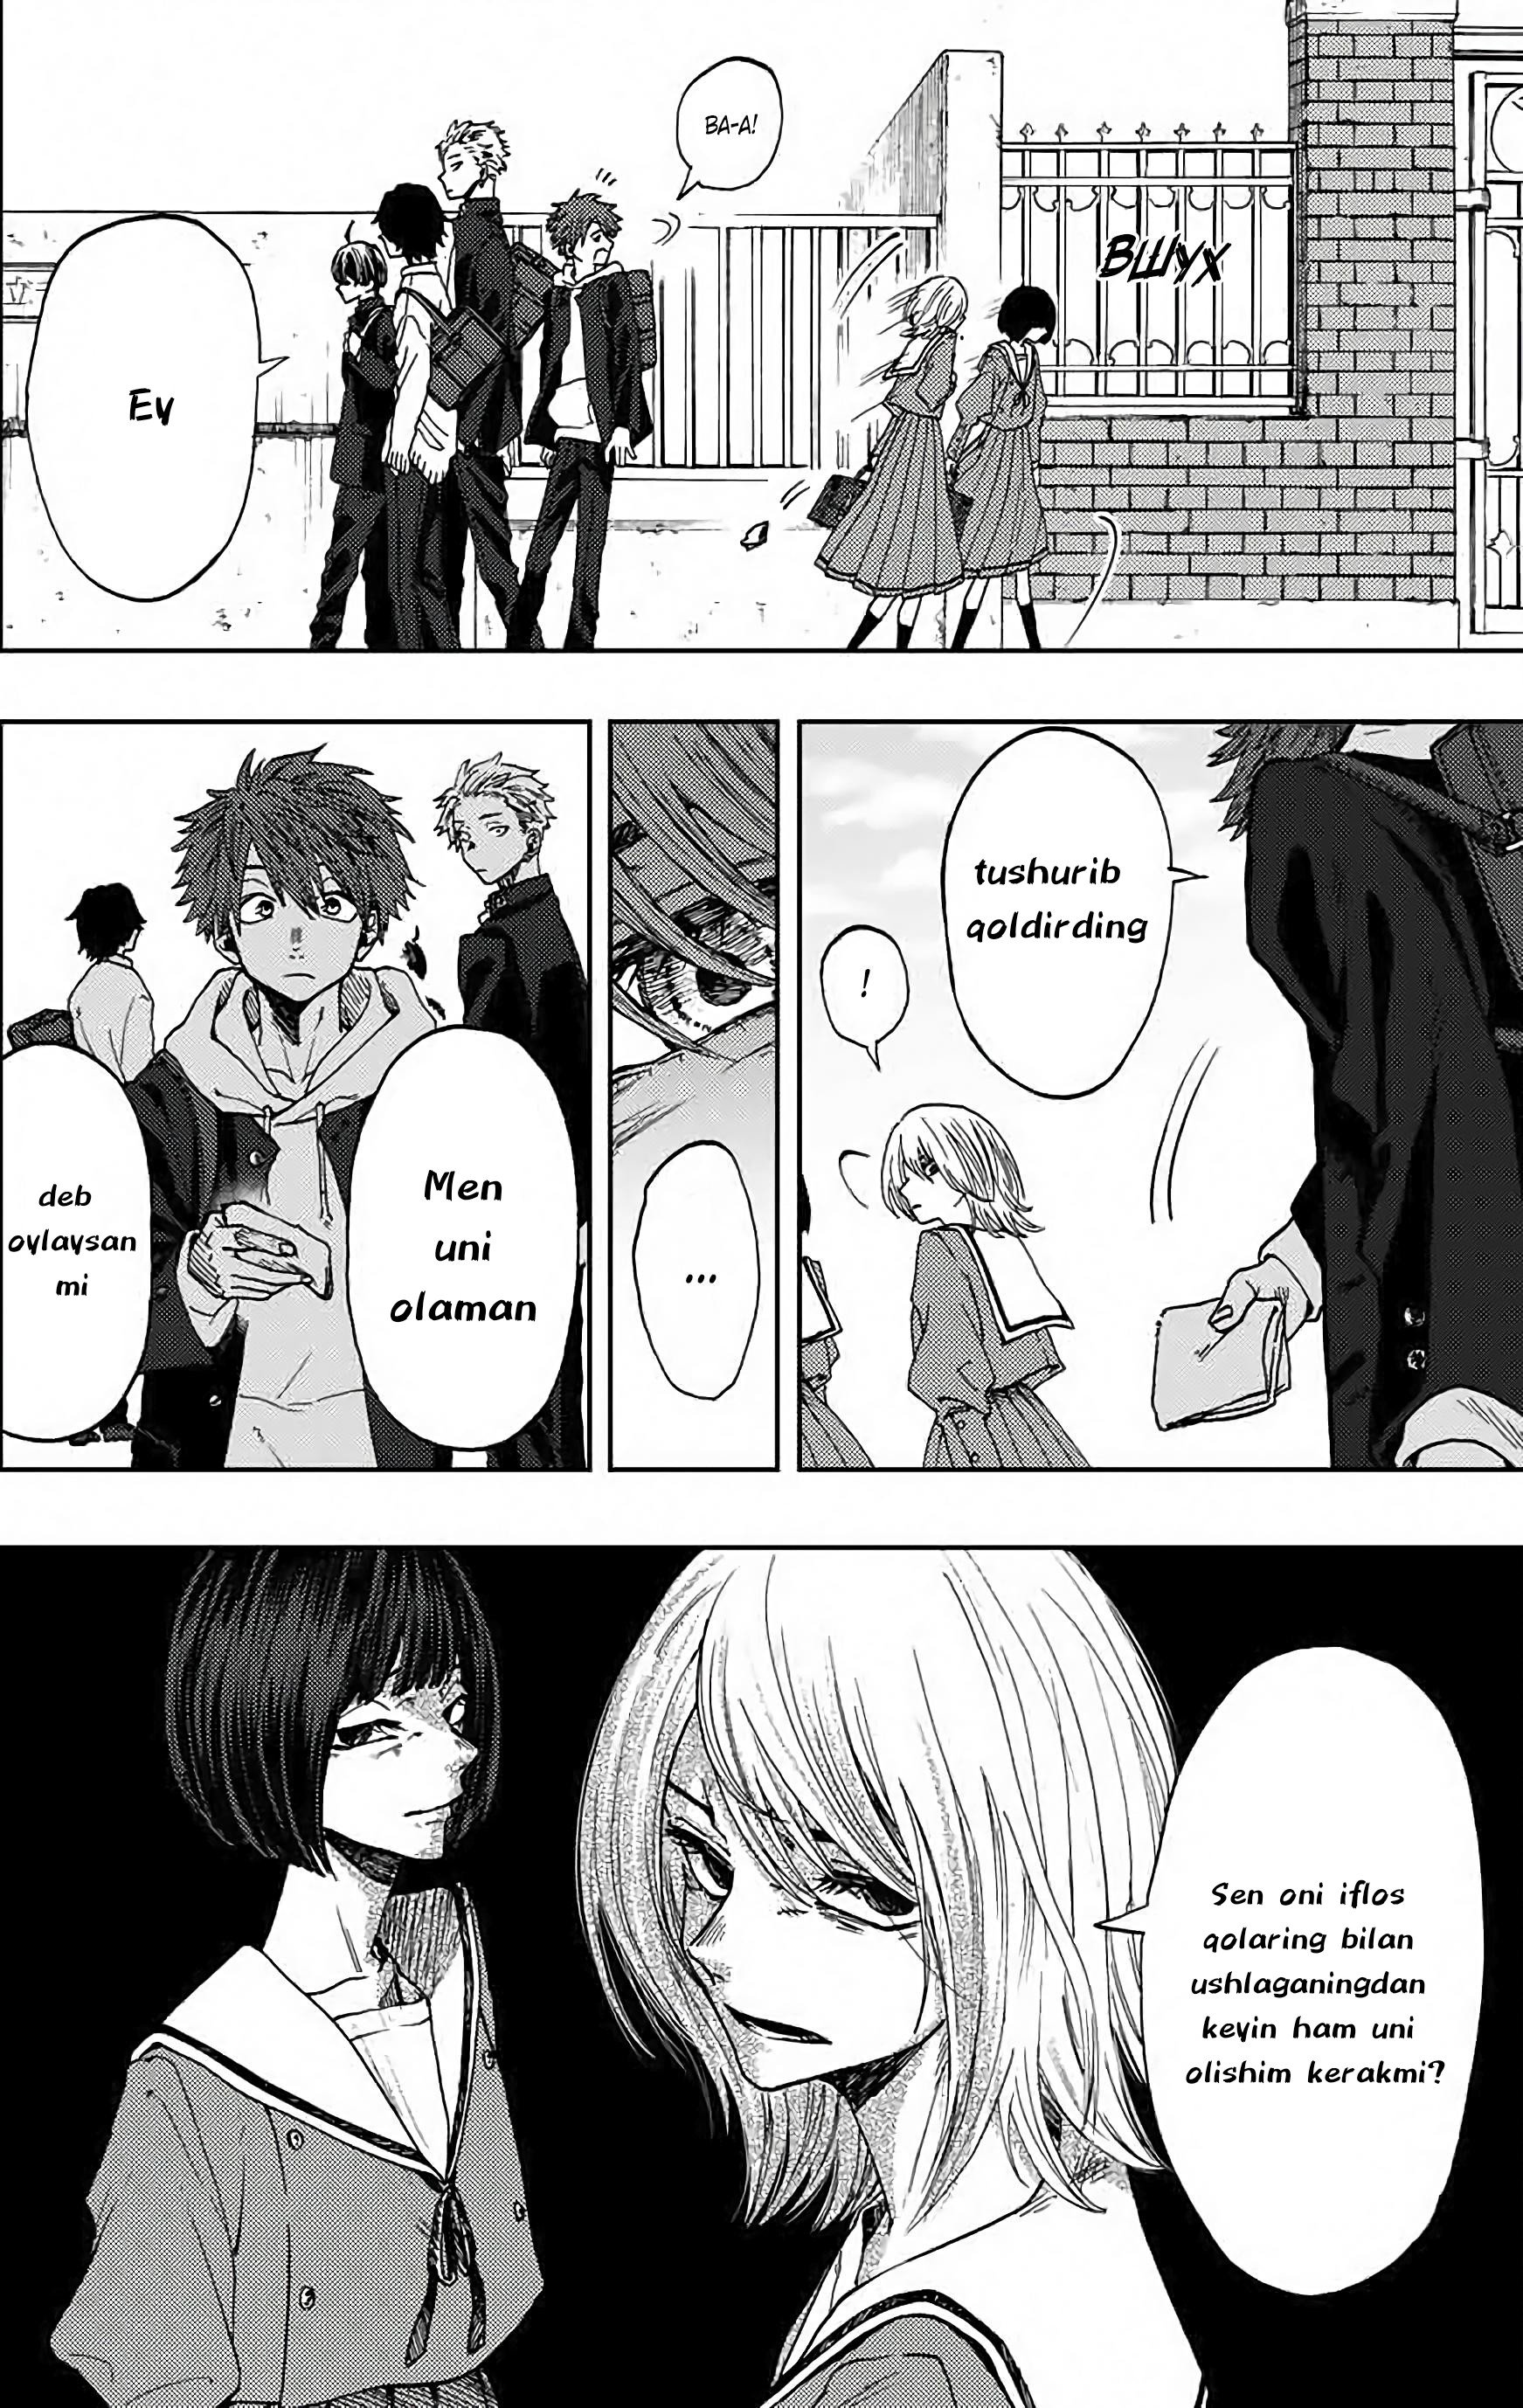 BA-A!
ВШУХ
Ey
tushurib
qoldirding
!
...
Men
uni
olaman
deb
oylaysan
mi
Sen oni iflos
qolaring bilan
ushlaganingdan
keyin ham uni
olishim kerakmi?